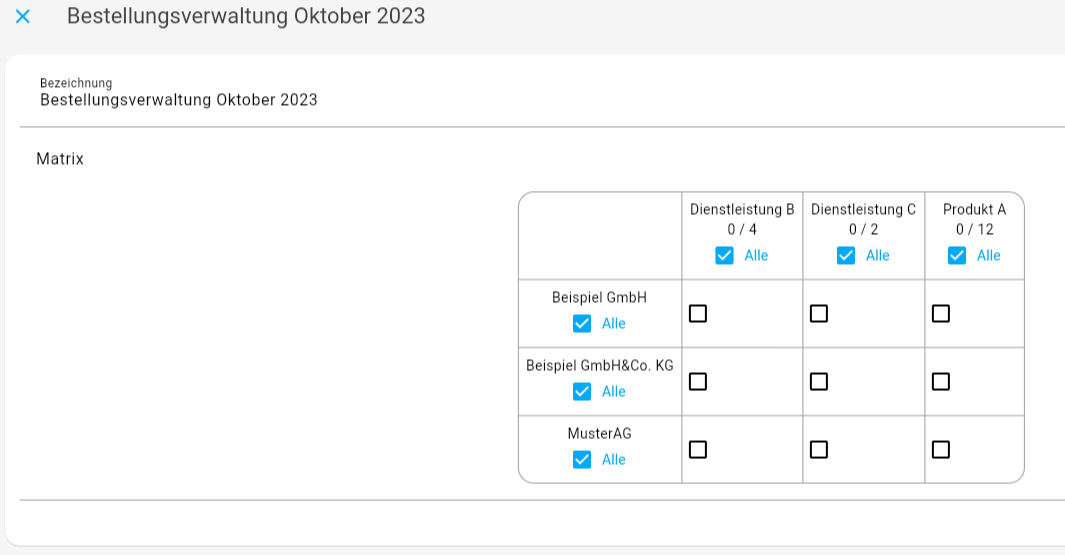 Bestellungsverwaltung Oktober 2023
Bezeichnung
Bestellungsverwaltung Oktober 2023
Matrix
Dienstleistung B
0 / 4
Alle
Dienstleistung C
0 / 2
Alle
Produkt A
0 / 12
Alle
Beispiel GmbH
Alle
Beispiel GmbH&Co. KG
Alle
MusterAG
Alle